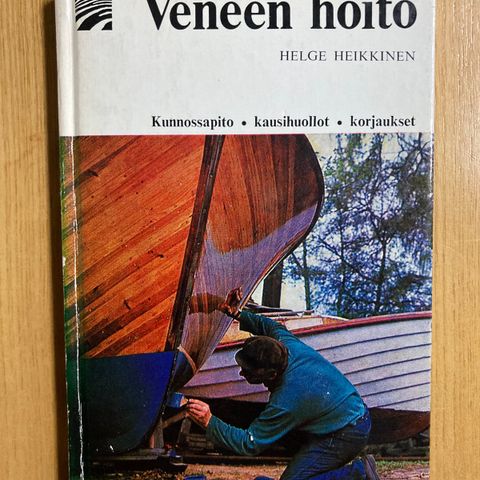 Veneen hoito
HELGE HEIKKINEN
Kunnossapito • kausihuollot • korjaukset